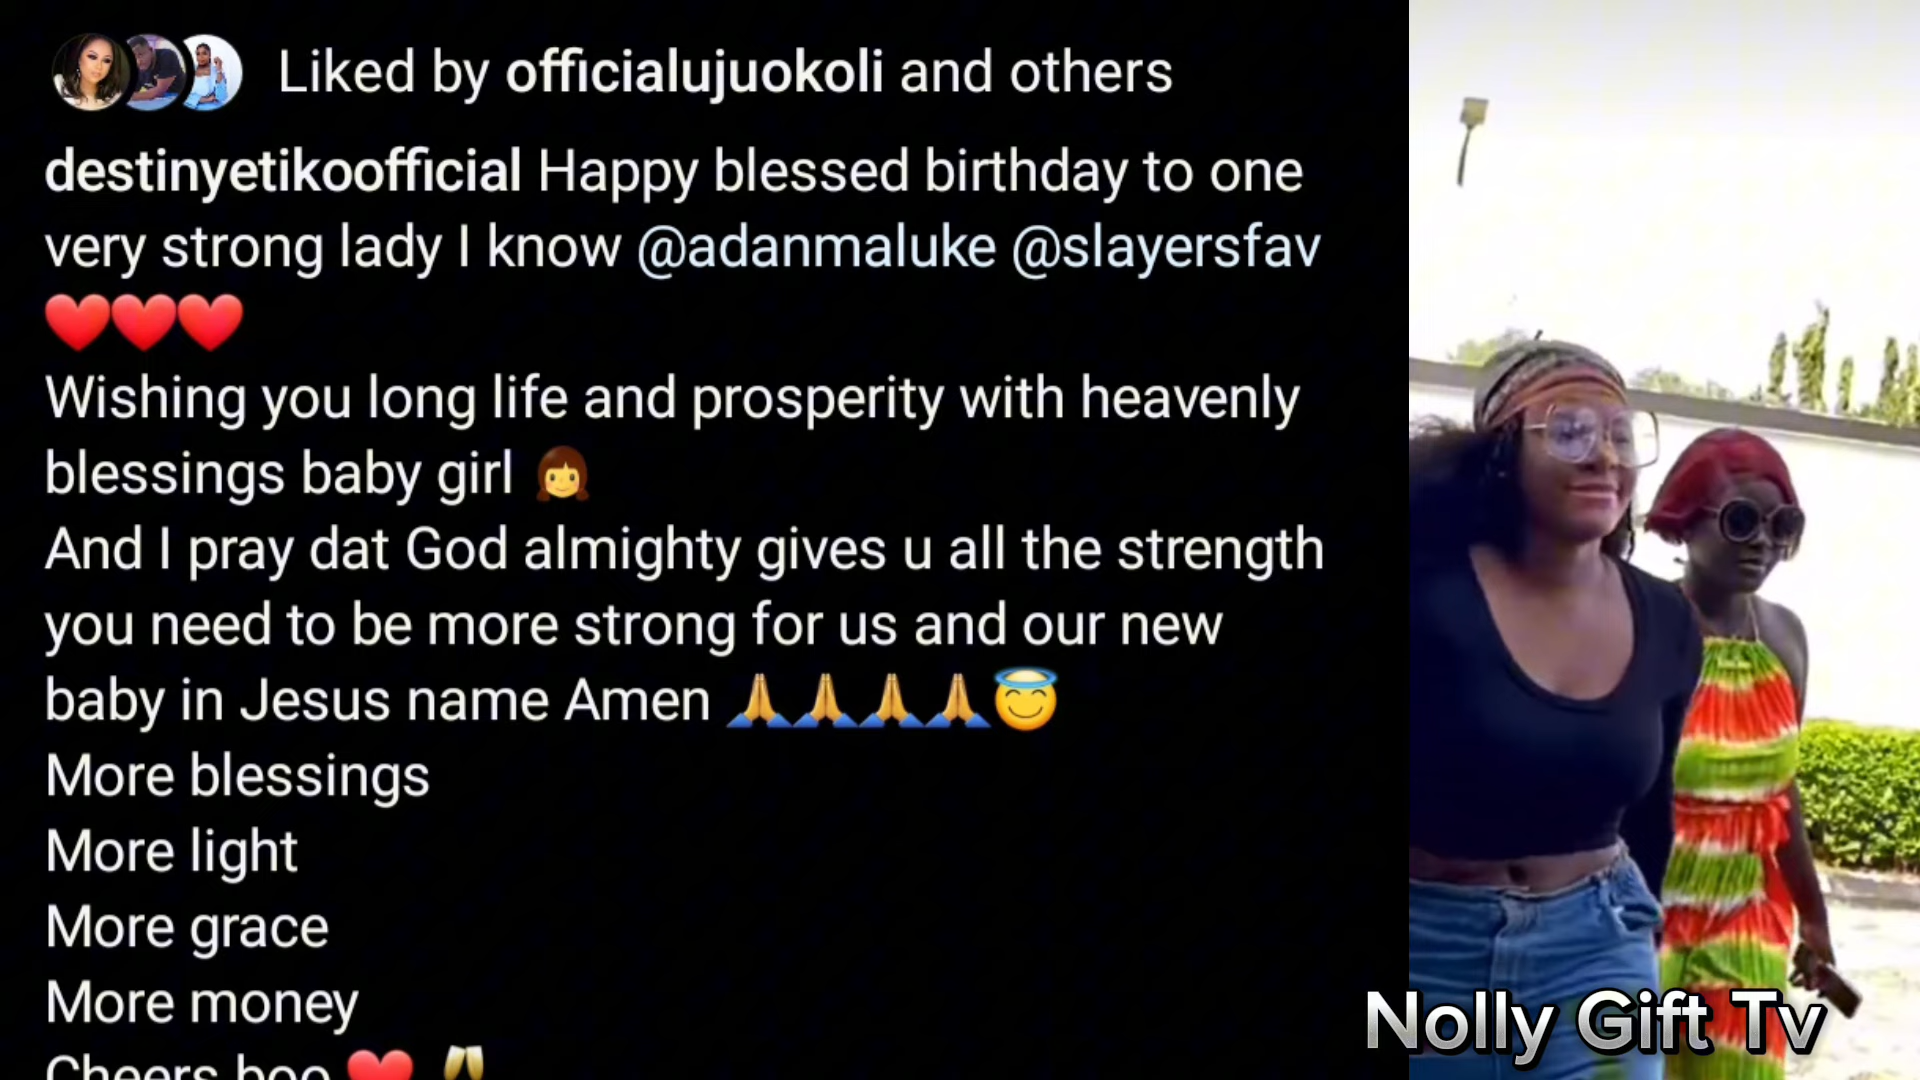 Liked by officialujuokoli and others
destinyetikoofficial Happy blessed birthday to one
very strong lady I know @adanmaluke @slayersfav
❤️❤️❤️
Wishing you long life and prosperity with heavenly
blessings baby girl 👧
And I pray dat God almighty gives u all the strength
you need to be more strong for us and our new
baby in Jesus name Amen 🙏🙏🙏🙏😇
More blessings
More light
More grace
More money
Cheers boo ❤️ 🥂
Nolly Gift Tv